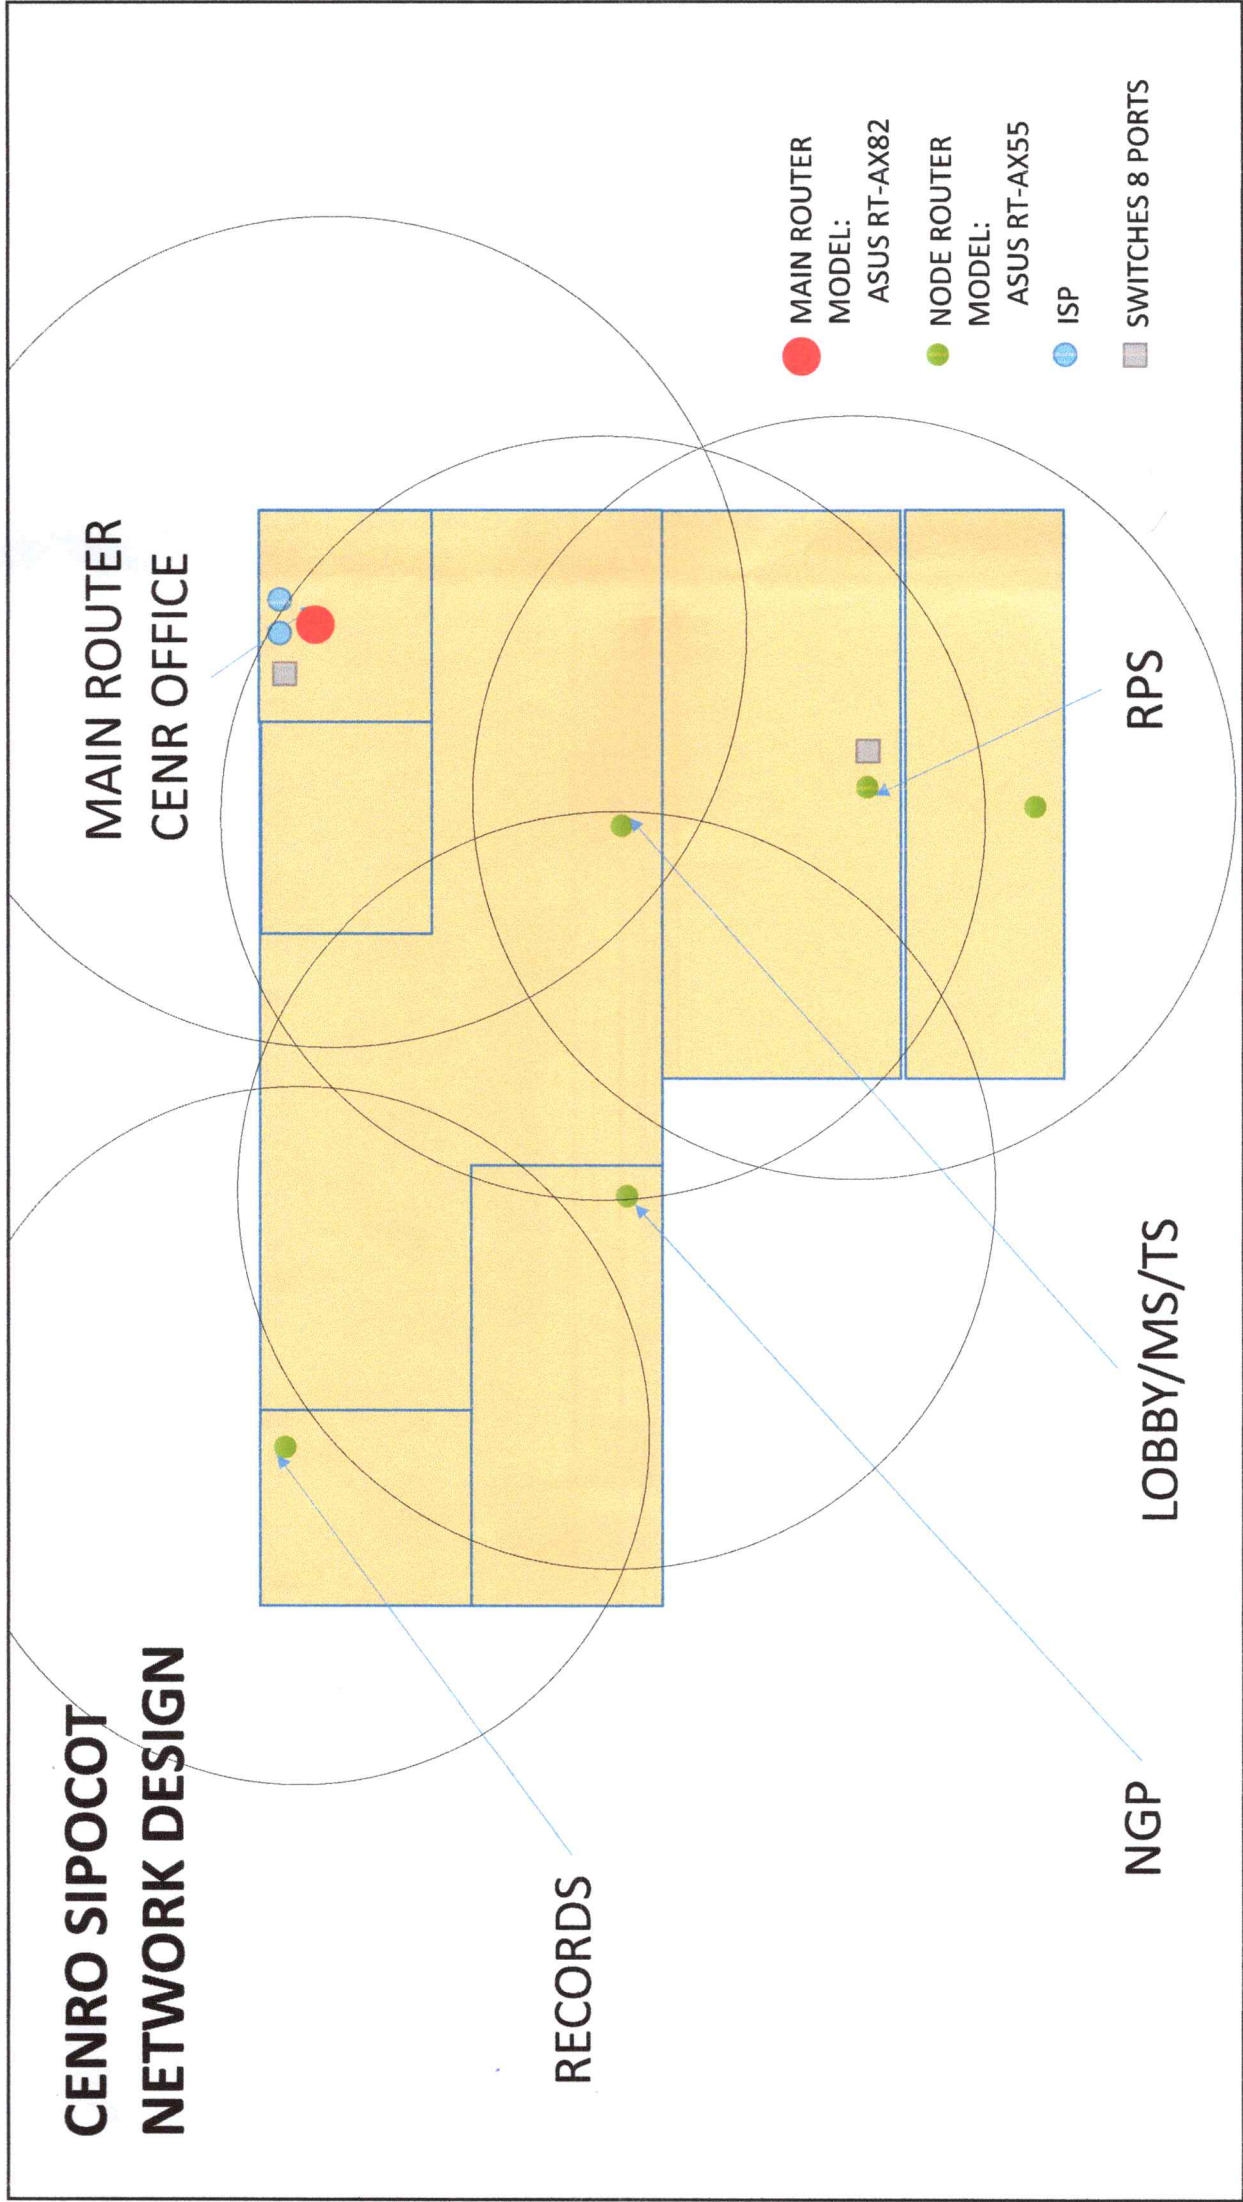 CENRO SIPOCOT
NETWORK DESIGN
MAIN ROUTER
CENR OFFICE
RECORDS
NGP
LOBBY/MS/TS
RPS
MAIN ROUTER
MODEL:
ASUS RT-AX82
NODE ROUTER
MODEL:
ASUS RT-AX55
ISP
SWITCHES 8 PORTS